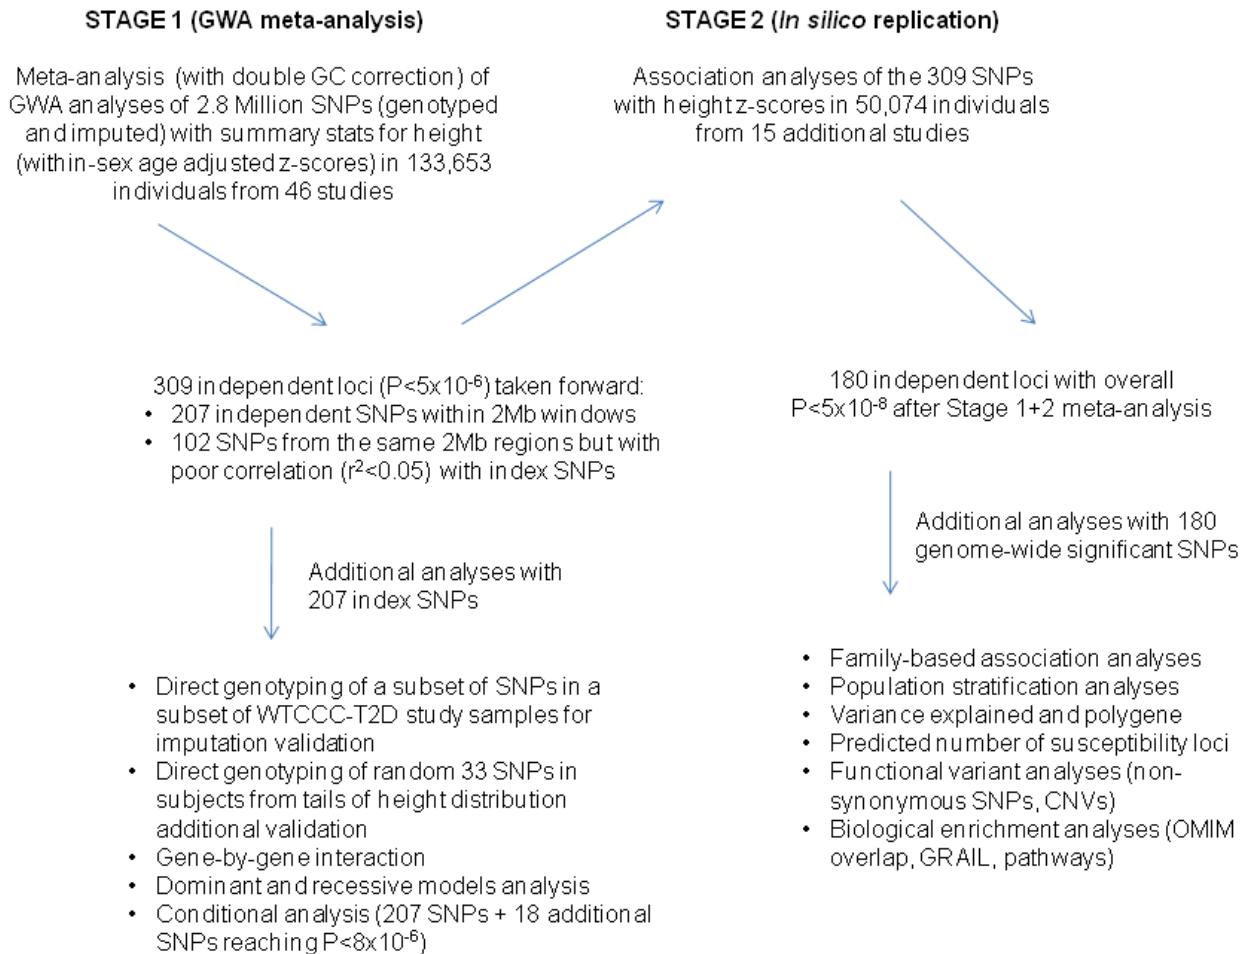 STAGE 1 (GWA meta-analysis)
Meta-analysis (with double GC correction) of
GWA analyses of 2.8 Million SNPs (genotyped
and imputed) with summary stats for height
(within-sex age adjusted z-scores) in 133,653
individuals from 46 studies
STAGE 2 (In silico replication)
Association analyses of the 309 SNPs
with height z-scores in 50,074 individuals
from 15 additional studies
309 independent loci (P<5x10⁻⁶) taken forward:
• 207 independent SNPs within 2Mb windows
• 102 SNPs from the same 2Mb regions but with
poor correlation (r²<0.05) with index SNPs
180 independent loci with overall
P<5x10⁻⁸ after Stage 1+2 meta-analysis
Additional analyses with
207 index SNPs
Additional analyses with 180
genome-wide significant SNPs
• Direct genotyping of a subset of SNPs in a
subset of WTCCC-T2D study samples for
imputation validation
• Direct genotyping of random 33 SNPs in
subjects from tails of height distribution
additional validation
• Gene-by-gene interaction
• Dominant and recessive models analysis
• Conditional analysis (207 SNPs + 18 additional
SNPs reaching P<8x10⁻⁶)
• Family-based association analyses
• Population stratification analyses
• Variance explained and polygene
• Predicted number of susceptibility loci
• Functional variant analyses (non-
synonymous SNPs, CNVs)
• Biological enrichment analyses (OMIM
overlap, GRAIL, pathways)